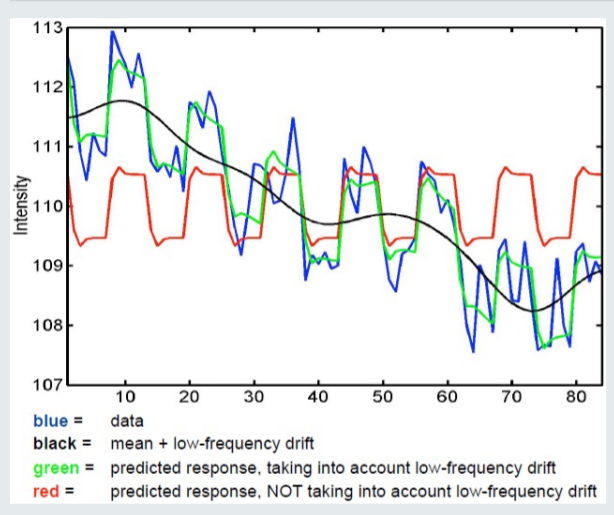 113
112
111
110
109
108
107
Intensity
10 20 30 40 50 60 70 80
blue = data
black = mean + low-frequency drift
green = predicted response, taking into account low-frequency drift
red = predicted response, NOT taking into account low-frequency drift